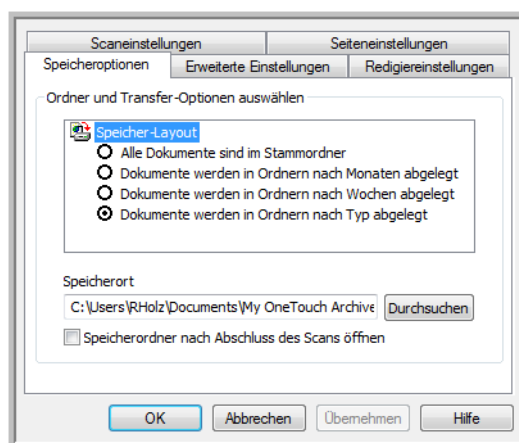 Scaneinstellungen
Seiteneinstellungen
Speicheroptionen
Erweiterte Einstellungen
Redigiereinstellungen
Ordner und Transfer-Optionen auswählen
Speicher-Layout
Alle Dokumente sind im Stammordner
Dokumente werden in Ordnern nach Monaten abgelegt
Dokumente werden in Ordnern nach Wochen abgelegt
Dokumente werden in Ordnern nach Typ abgelegt
Speicherort
C:\Users\RHolz\Documents\My OneTouch Archive
Durchsuchen
Speicherordner nach Abschluss des Scans öffnen
OK
Abbrechen
Übernehmen
Hilfe